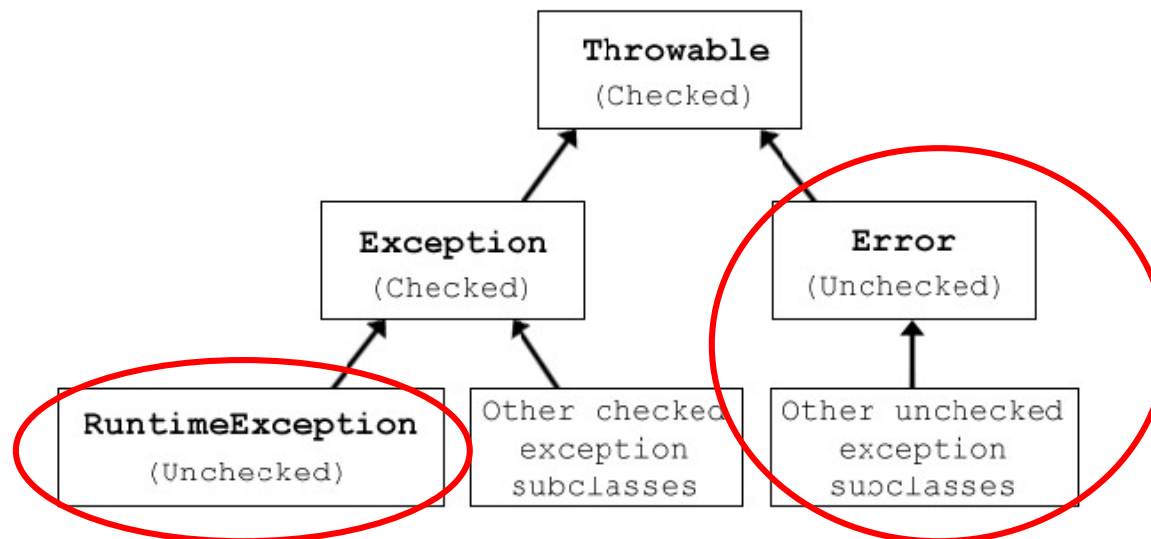 Throwable
(Checked)
Exception
(Checked)
Error
(Unchecked)
RuntimeException
(Unchecked)
Other checked
exception
subclasses
Other unchecked
exception
subclasses